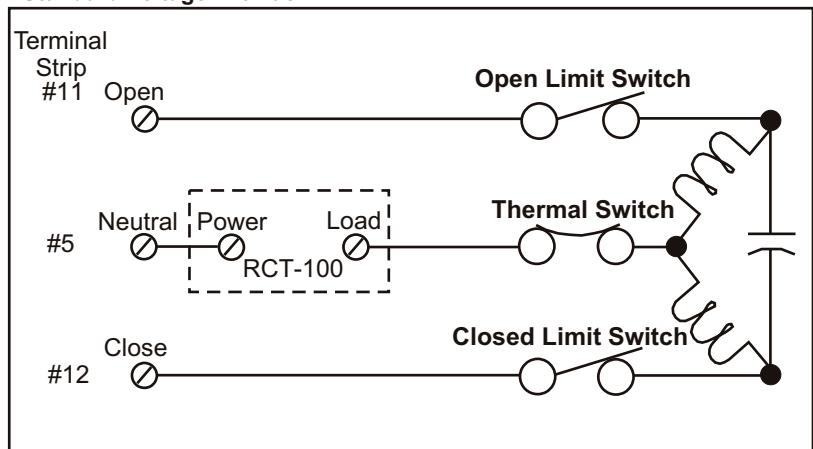 Terminal
Strip
#11 Open
Open Limit Switch
#5 Neutral Power Load
RCT-100
Thermal Switch
#12 Close
Closed Limit Switch